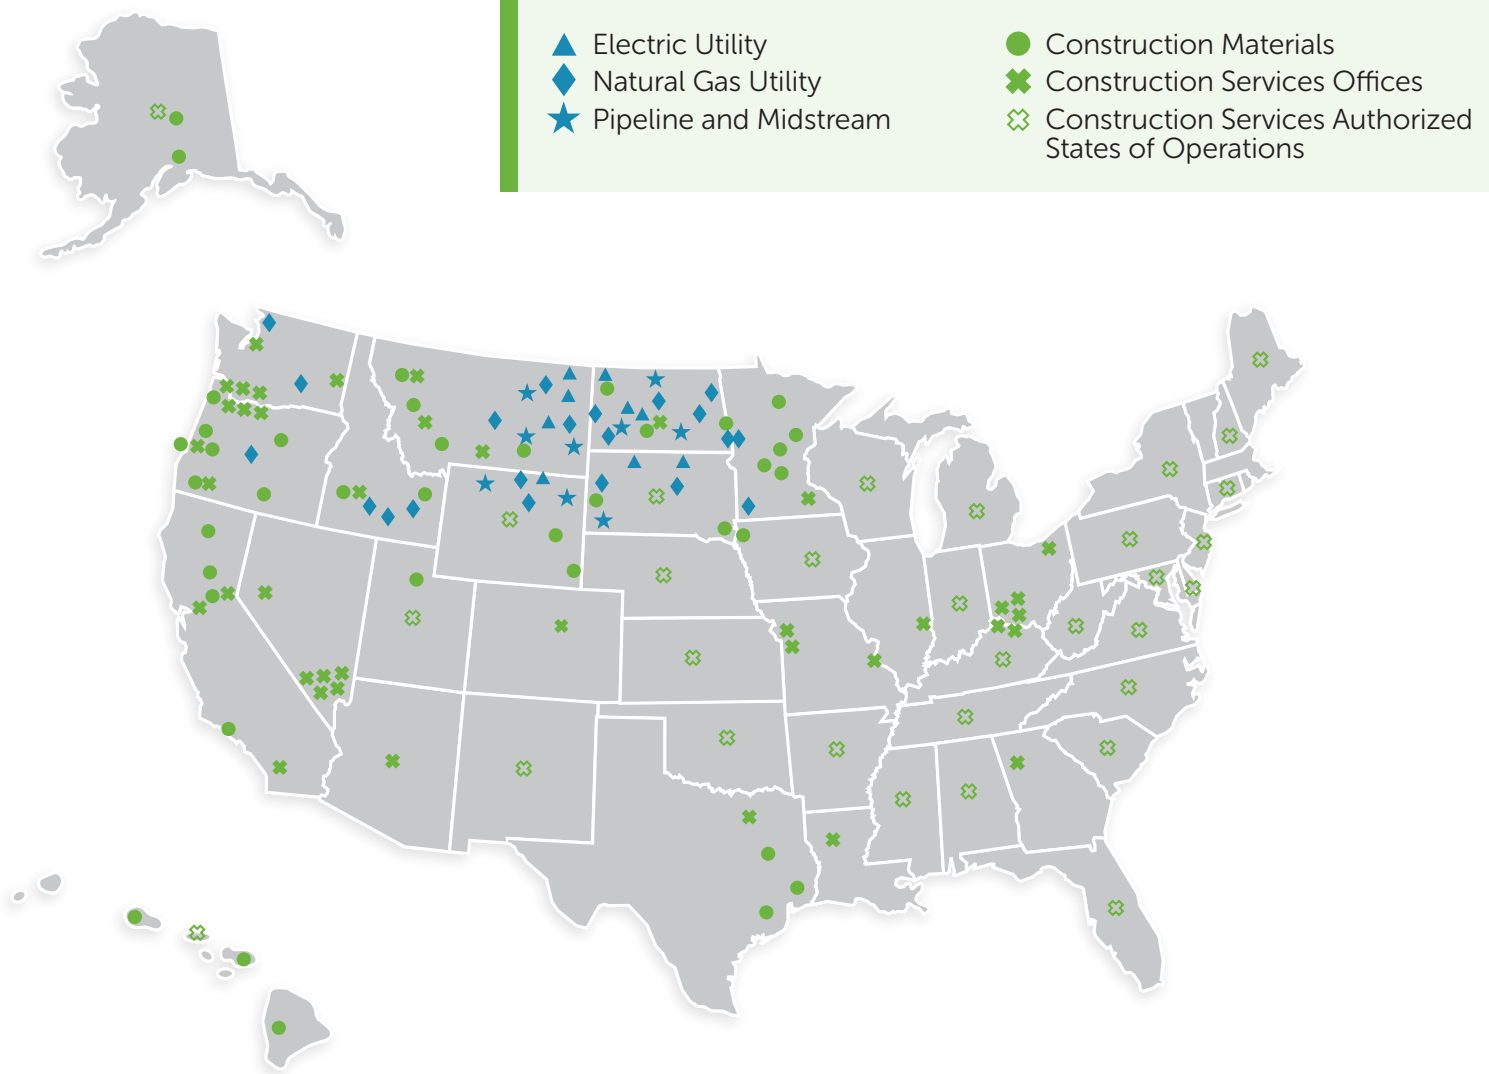 Electric Utility
Natural Gas Utility
Pipeline and Midstream
Construction Materials
Construction Services Offices
Construction Services Authorized
States of Operations